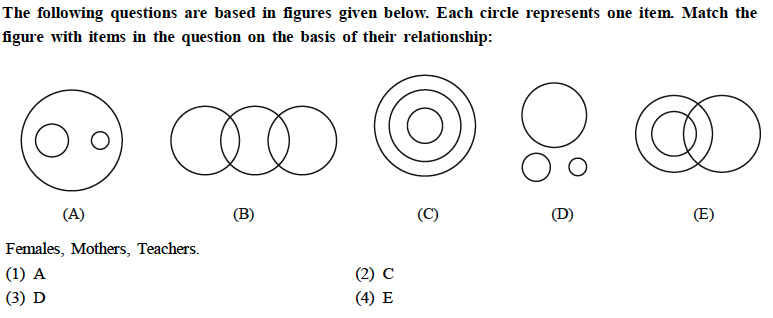 The following questions are based in figures given below. Each circle represents one item. Match the
figure with items in the question on the basis of their relationship:
(A) (B) (C) (D) (E)
Females, Mothers, Teachers.
(1) A (2) C
(3) D (4) E